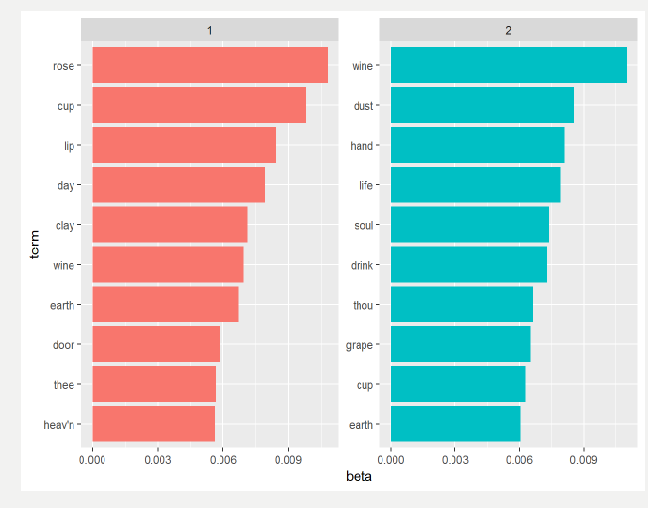 1
rose
cup
lip
day
clay
wine
earth
door
thee
heav'n
0.000 0.003 0.006 0.009
2
wine
dust
hand
life
soul
drink
thou
grape
cup
earth
0.000 0.003 0.006 0.009
term
beta